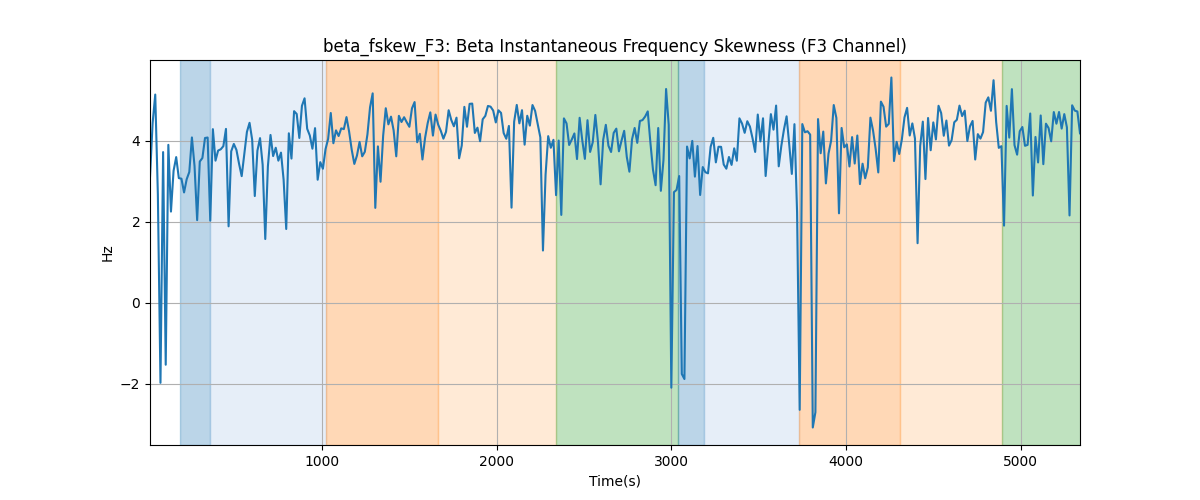 beta_fskew_F3: Beta Instantaneous Frequency Skewness (F3 Channel)
4
2
0
−2
Hz
1000 2000 3000 4000 5000
Time(s)